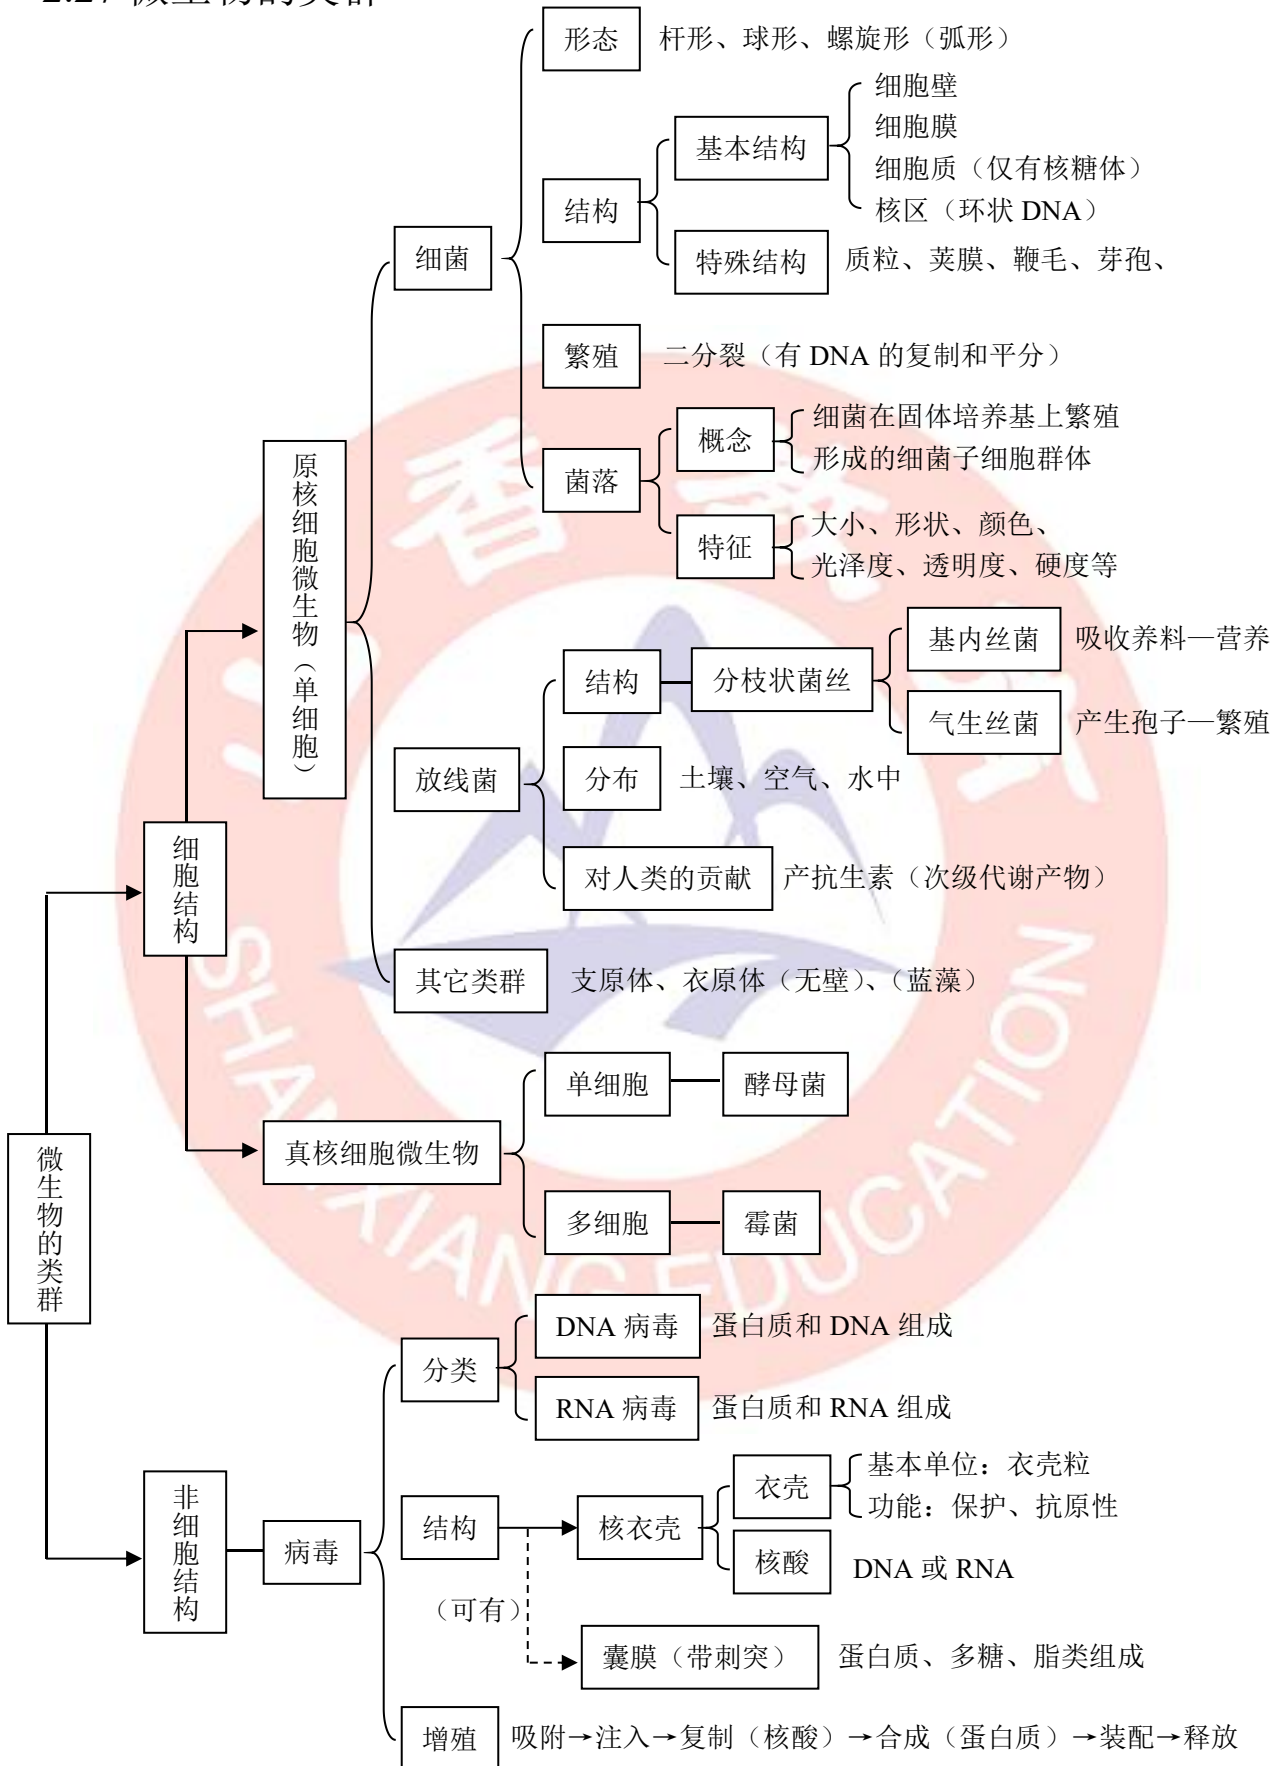 2.27 微生物的类群
形态
杆形、球形、螺旋形（弧形）
细胞壁
细胞膜
基本结构
细胞质（仅有核糖体）
结构
核区（环状 DNA）
细菌
特殊结构
质粒、荚膜、鞭毛、芽孢、
繁殖
二分裂（有 DNA 的复制和平分）
概念
细菌在固体培养基上繁殖
形成的细菌子细胞群体
菌落
特征
大小、形状、颜色、
光泽度、透明度、硬度等
原核细胞微生物（单细胞）
基内丝菌
吸收养料—营养
结构
分枝状菌丝
气生丝菌
产生孢子—繁殖
放线菌
分布
土壤、空气、水中
对人类的贡献
产抗生素（次级代谢产物）
细胞结构
其它类群
支原体、衣原体（无壁）、（蓝藻）
单细胞
酵母菌
真核细胞微生物
多细胞
霉菌
微生物的类群
DNA 病毒
蛋白质和 DNA 组成
分类
RNA 病毒
蛋白质和 RNA 组成
衣壳
基本单位：衣壳粒
功能：保护、抗原性
非细胞结构
病毒
结构
核衣壳
核酸
DNA 或 RNA
（可有）
囊膜（带刺突）
蛋白质、多糖、脂类组成
增殖
吸附→注入→复制（核酸）→合成（蛋白质）→装配→释放
SHANXIANG EDUCATION